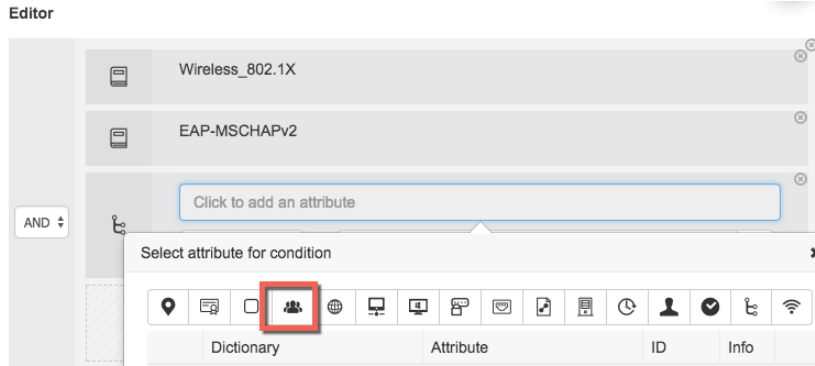 Editor
Wireless_802.1X
EAP-MSCHAPv2
Click to add an attribute
AND
Select attribute for condition
Dictionary Attribute ID Info